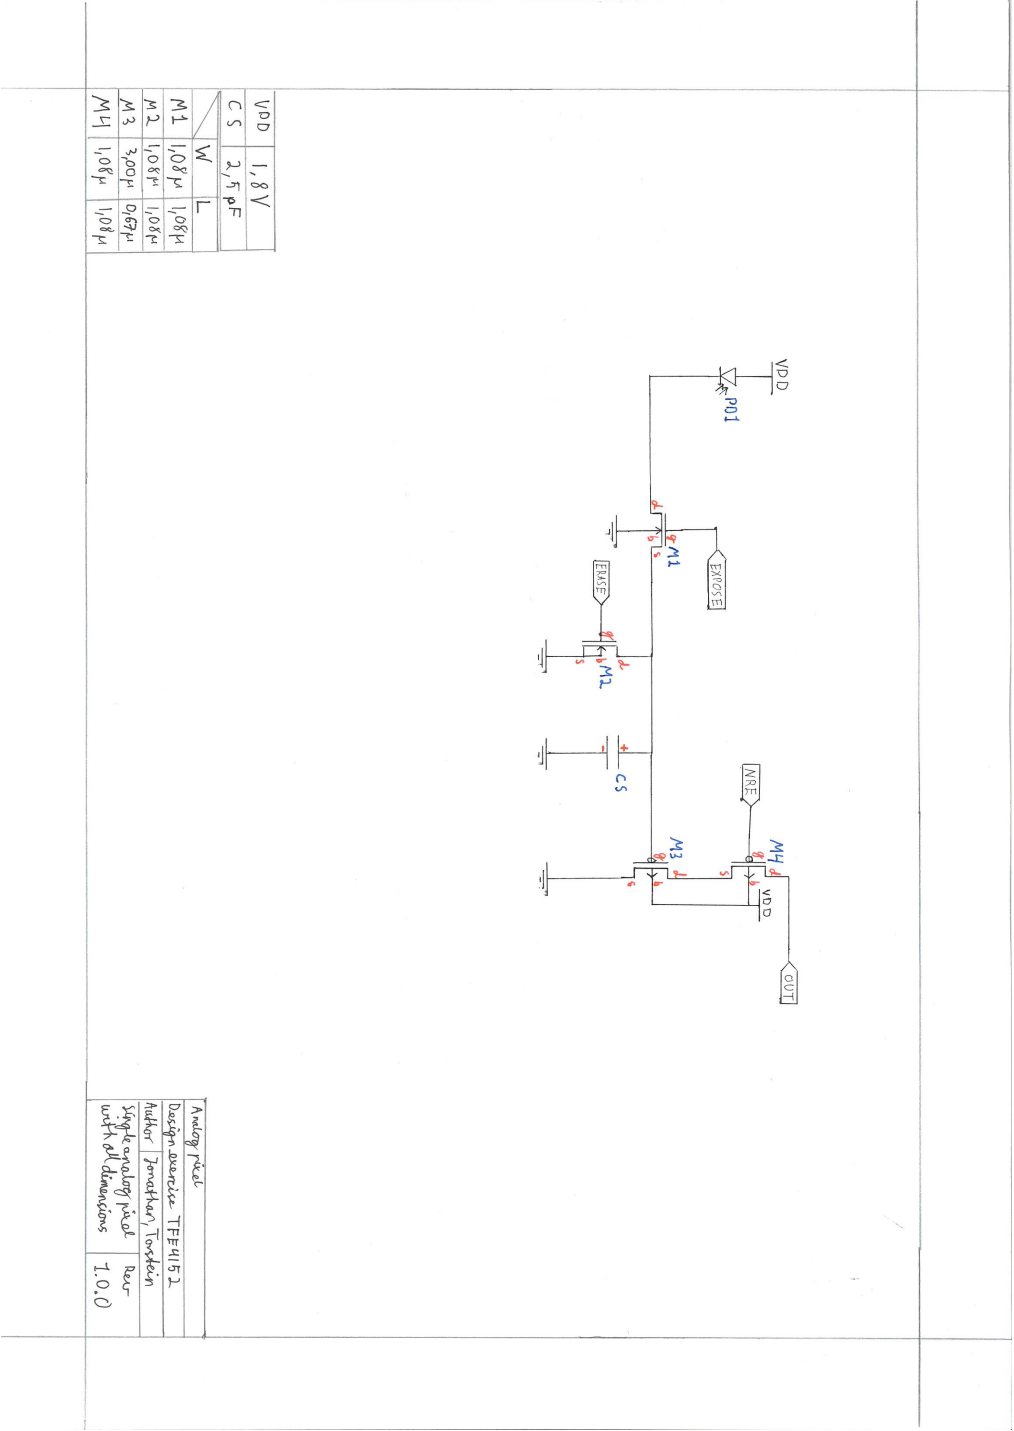 VDD
PD1
EXPOSE
d
g
b
s
M1
ERASE
g
d
b
s
M2
+
-
CS
NRE
M4
g
d
s
b
VDD
OUT
M3
g
d
b
s
VDD 1,8V
CS 2,5pF
W L
M1 1,08µ 1,08µ
M2 1,08µ 1,08µ
M3 3,00µ 0,67µ
M4 1,08µ 1,08µ
Analog pixel
Design exercise TFE4152
Author Jonathan, Torstein
Single analog pixel
with all dimensions
Rev
1.0.0